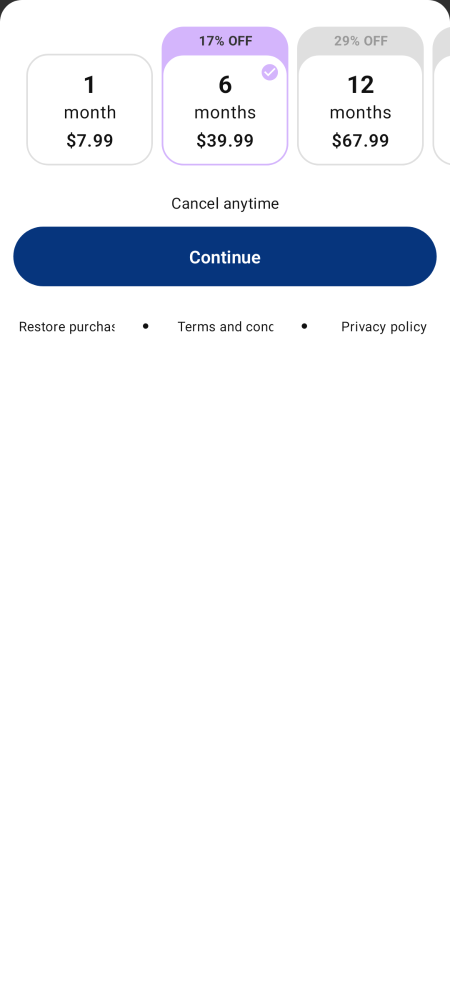 17% OFF
29% OFF
1
month
$7.99
6
months
$39.99
12
months
$67.99
Cancel anytime
Continue
Restore purchas
Terms and conc
Privacy policy